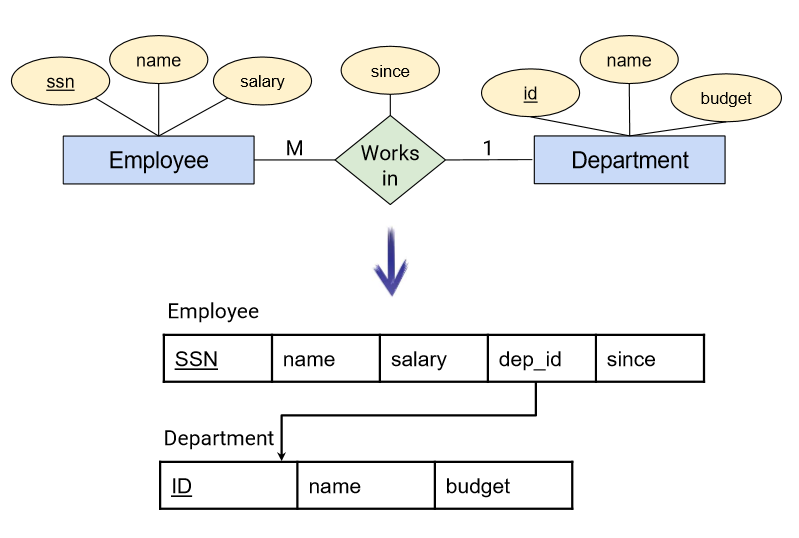 name
name
since
ssn
salary
id
budget
Employee
M
Works
in
1
Department
Employee
SSN
name
salary
dep_id
since
Department
ID
name
budget